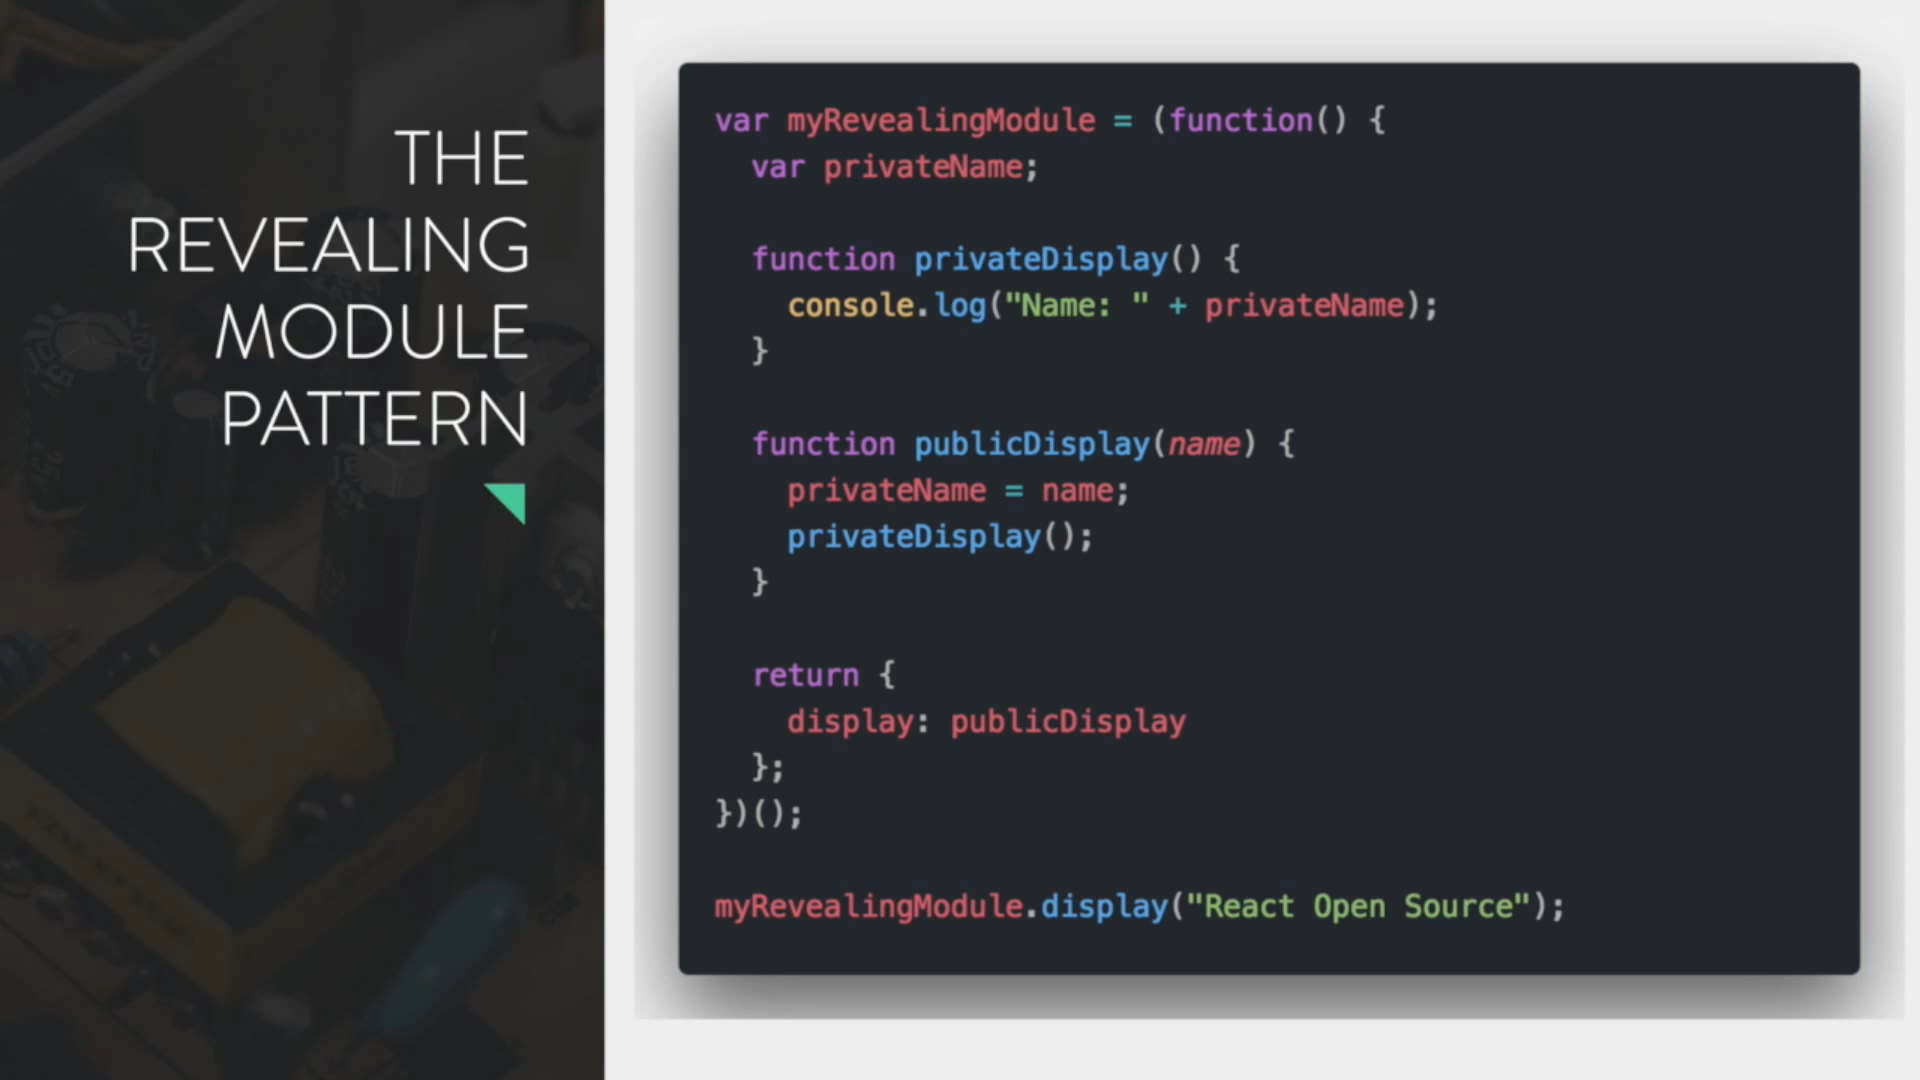 THE
REVEALING
MODULE
PATTERN
var myRevealingModule = (function() {
  var privateName;

  function privateDisplay() {
    console.log("Name: " + privateName);
  }

  function publicDisplay(name) {
    privateName = name;
    privateDisplay();
  }

  return {
    display: publicDisplay
  };
})();

myRevealingModule.display("React Open Source");